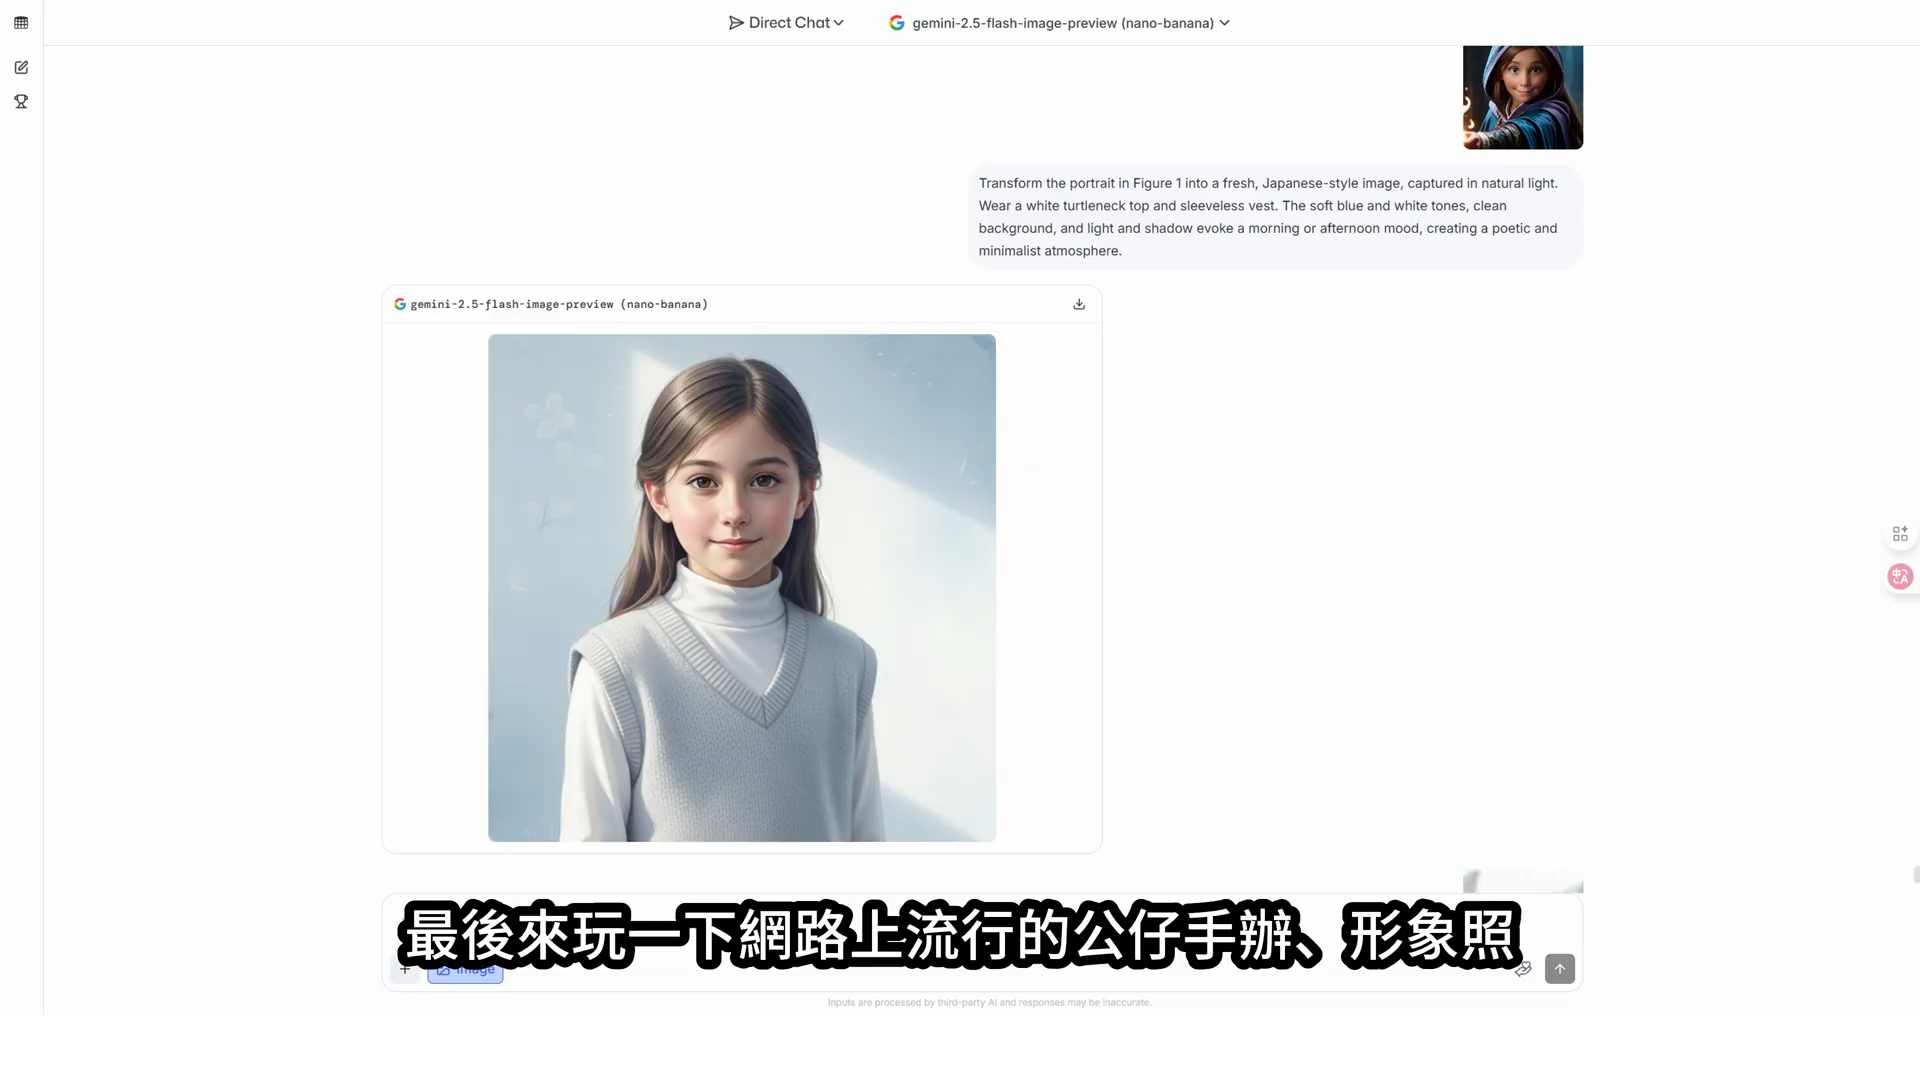 Direct Chat
gemini-2.5-flash-image-preview (nano-banana)
Transform the portrait in Figure 1 into a fresh, Japanese-style image, captured in natural light.
Wear a white turtleneck top and sleeveless vest. The soft blue and white tones, clean
background, and light and shadow evoke a morning or afternoon mood, creating a poetic and
minimalist atmosphere.
gemini-2.5-flash-image-preview (nano-banana)
最後來玩一下網路上流行的公仔手辦、形象照
Image
Inputs are processed by third-party AI and responses may be inaccurate.